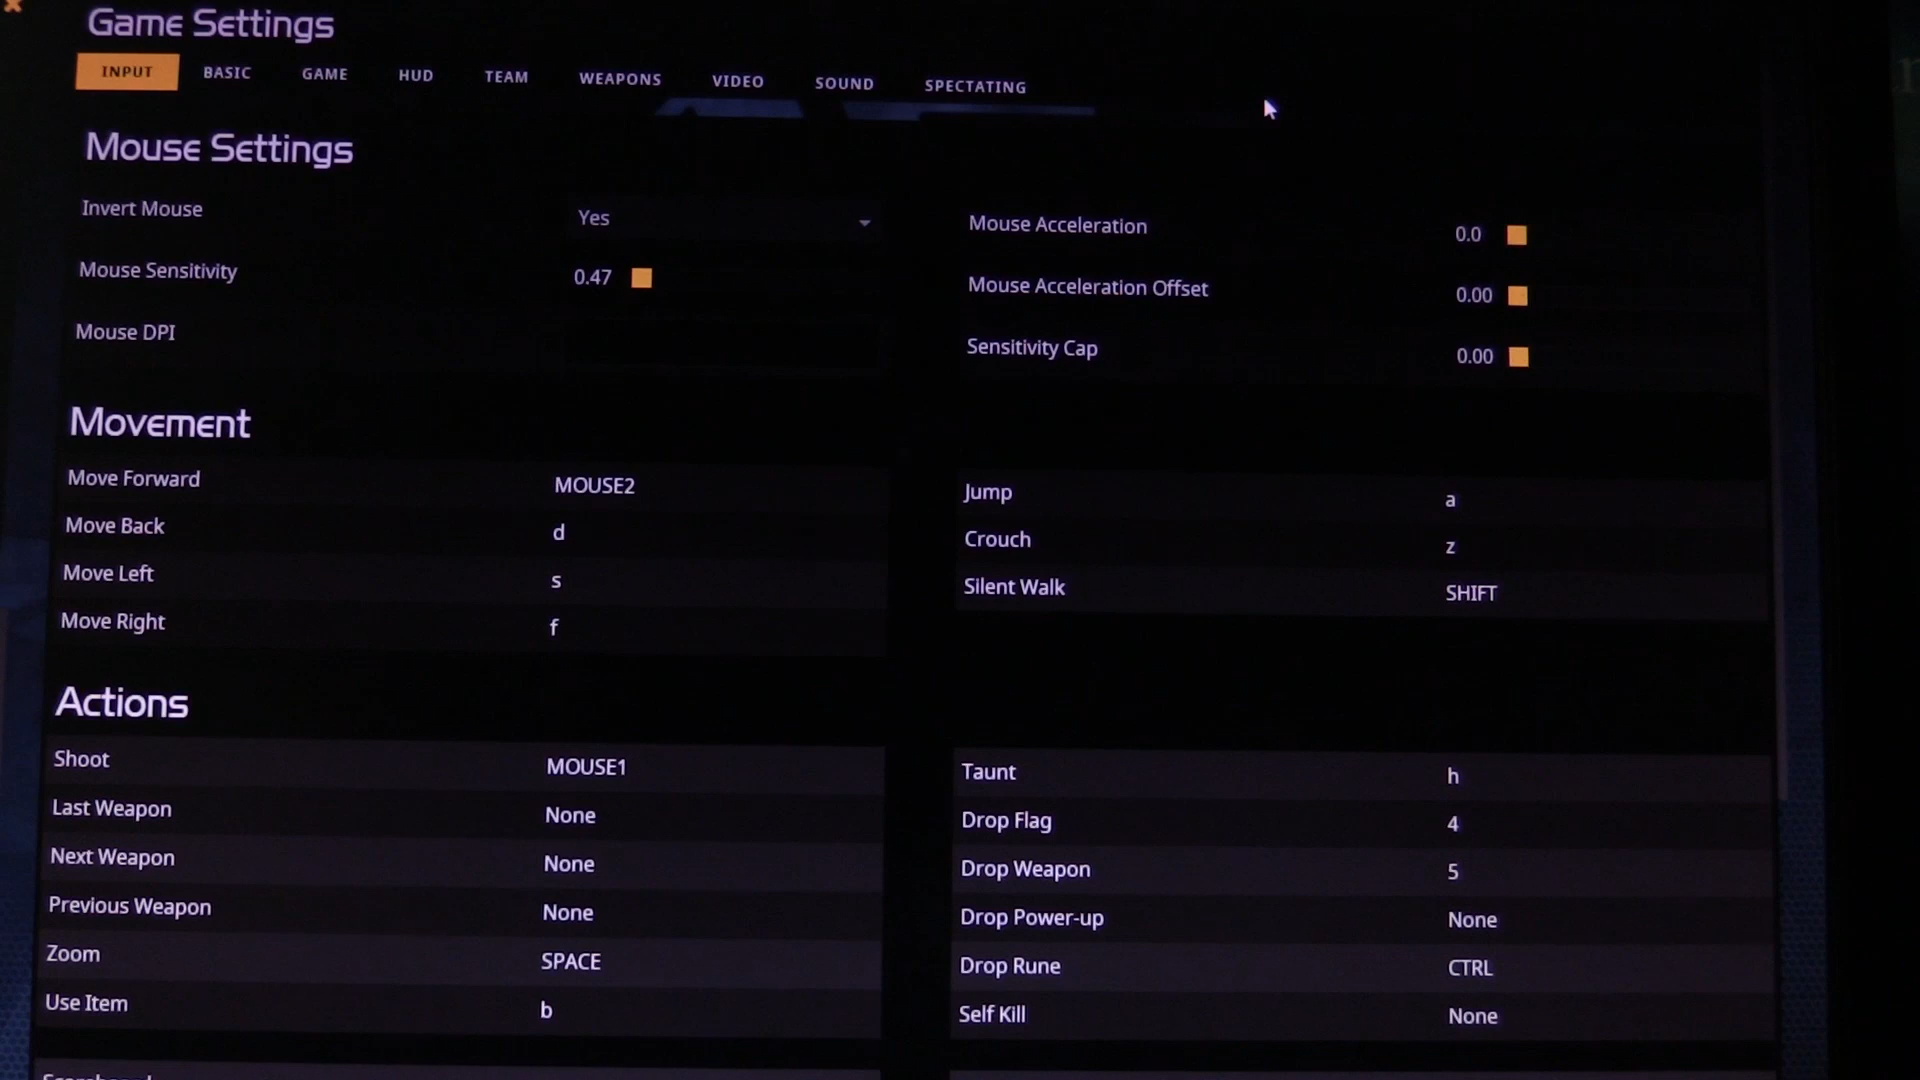 Game Settings
INPUT BASIC GAME HUD TEAM WEAPONS VIDEO SOUND SPECTATING
Mouse Settings
Invert Mouse Yes
Mouse Sensitivity 0.47
Mouse DPI
Mouse Acceleration 0.0
Mouse Acceleration Offset 0.00
Sensitivity Cap 0.00
Movement
Move Forward MOUSE2
Move Back d
Move Left s
Move Right f
Jump a
Crouch z
Silent Walk SHIFT
Actions
Shoot MOUSE1
Last Weapon None
Next Weapon None
Previous Weapon None
Zoom SPACE
Use Item b
Taunt h
Drop Flag 4
Drop Weapon 5
Drop Power-up None
Drop Rune CTRL
Self Kill None